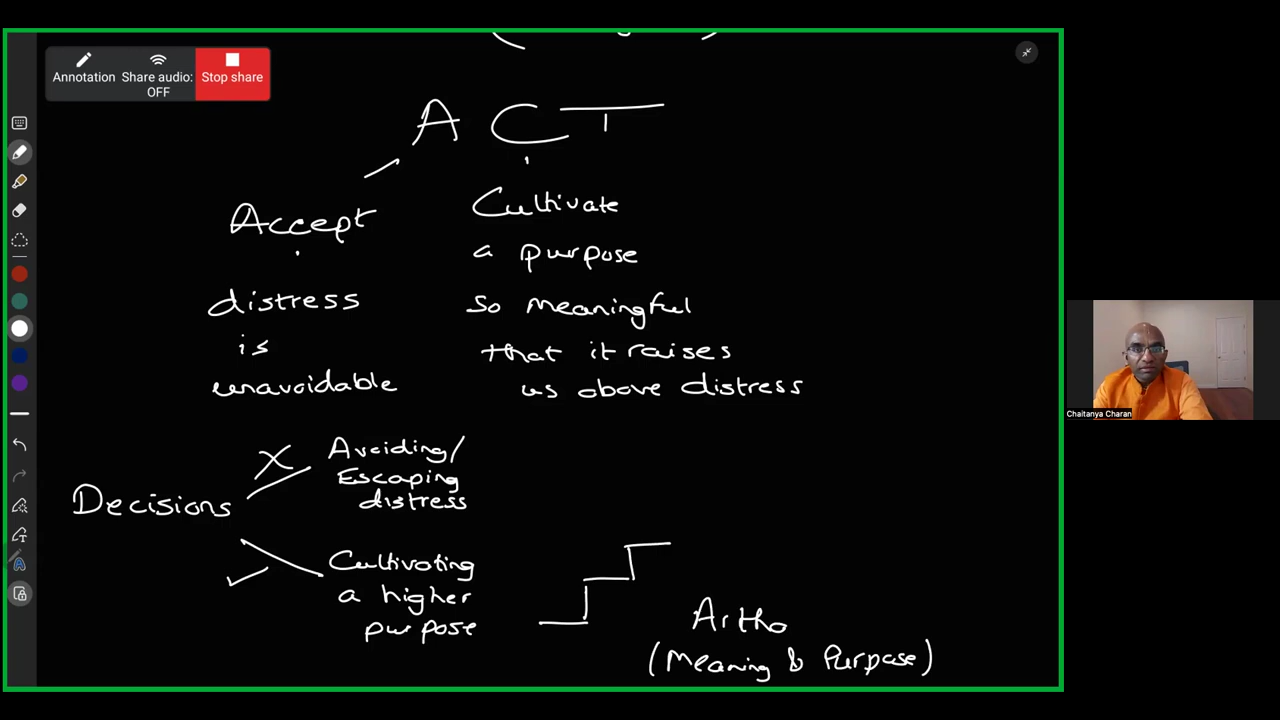 Annotation
Share audio:
OFF
Stop share
A C T
Accept
distress
is
unavoidable
Cultivate
a purpose
so meaningful
that it raises
us above distress
Decisions
Avoiding/
Escaping
distress
Cultivating
a higher
purpose
Artha
(Meaning & Purpose)
Chaitanya Charan